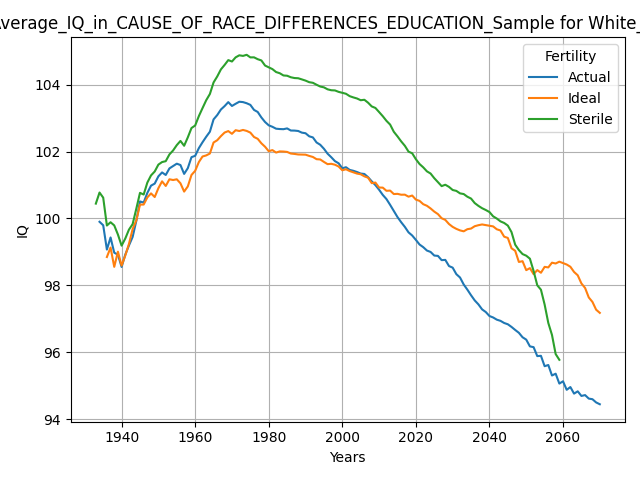 Average_IQ_in_CAUSE_OF_RACE_DIFFERENCES_EDUCATION_Sample for White_
Fertility
Actual
Ideal
Sterile
IQ
104
102
100
98
96
94
1940 1960 1980 2000 2020 2040 2060
Years